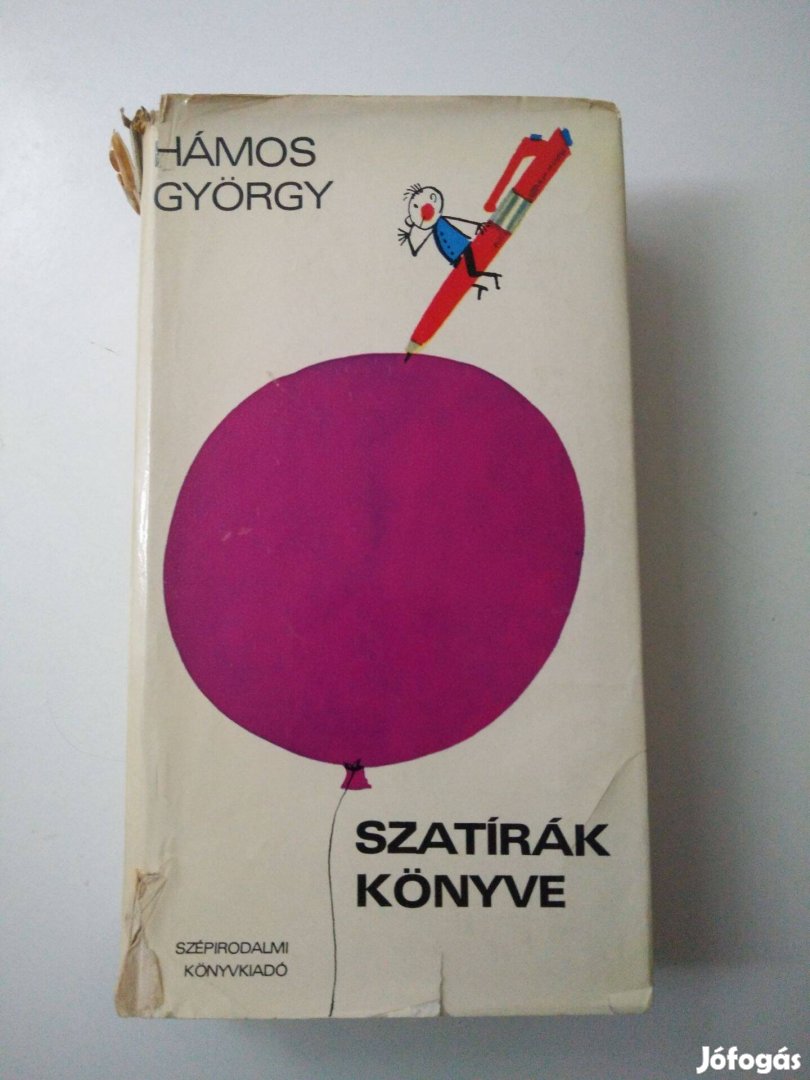 HÁMOS
GYÖRGY
SZATÍRÁK
KÖNYVE
SZÉPIRODALMI
KÖNYVKIADÓ
Jófogás